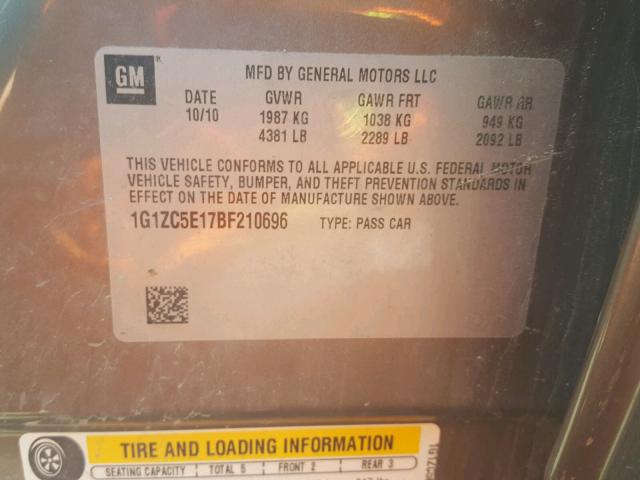 GM ®
MFD BY GENERAL MOTORS LLC
DATE GVWR GAWR FRT GAWR RR
10/10 1987 KG 1038 KG 949 KG
4381 LB 2289 LB 2092 LB
THIS VEHICLE CONFORMS TO ALL APPLICABLE U.S. FEDERAL MOTOR
VEHICLE SAFETY, BUMPER, AND THEFT PREVENTION STANDARDS IN
EFFECT ON THE DATE OF MANUFACTURE SHOWN ABOVE.
1G1ZC5E17BF210696 TYPE: PASS CAR
TIRE AND LOADING INFORMATION
SEATING CAPACITY TOTAL 5 FRONT 2 REAR 3